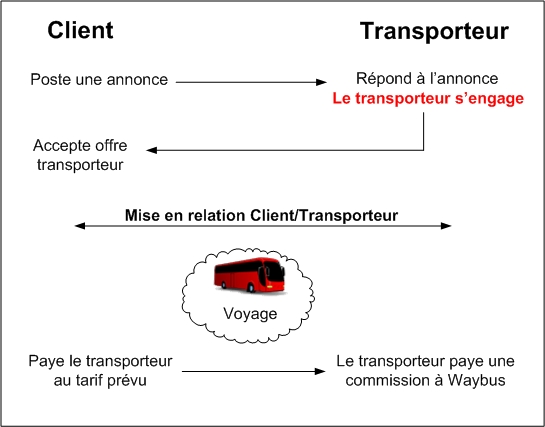 Client
Transporteur
Poste une annonce
Répond à l’annonce
Le transporteur s’engage
Accepte offre
transporteur
Mise en relation Client/Transporteur
Voyage
Paye le transporteur
au tarif prévu
Le transporteur paye une
commission à Waybus